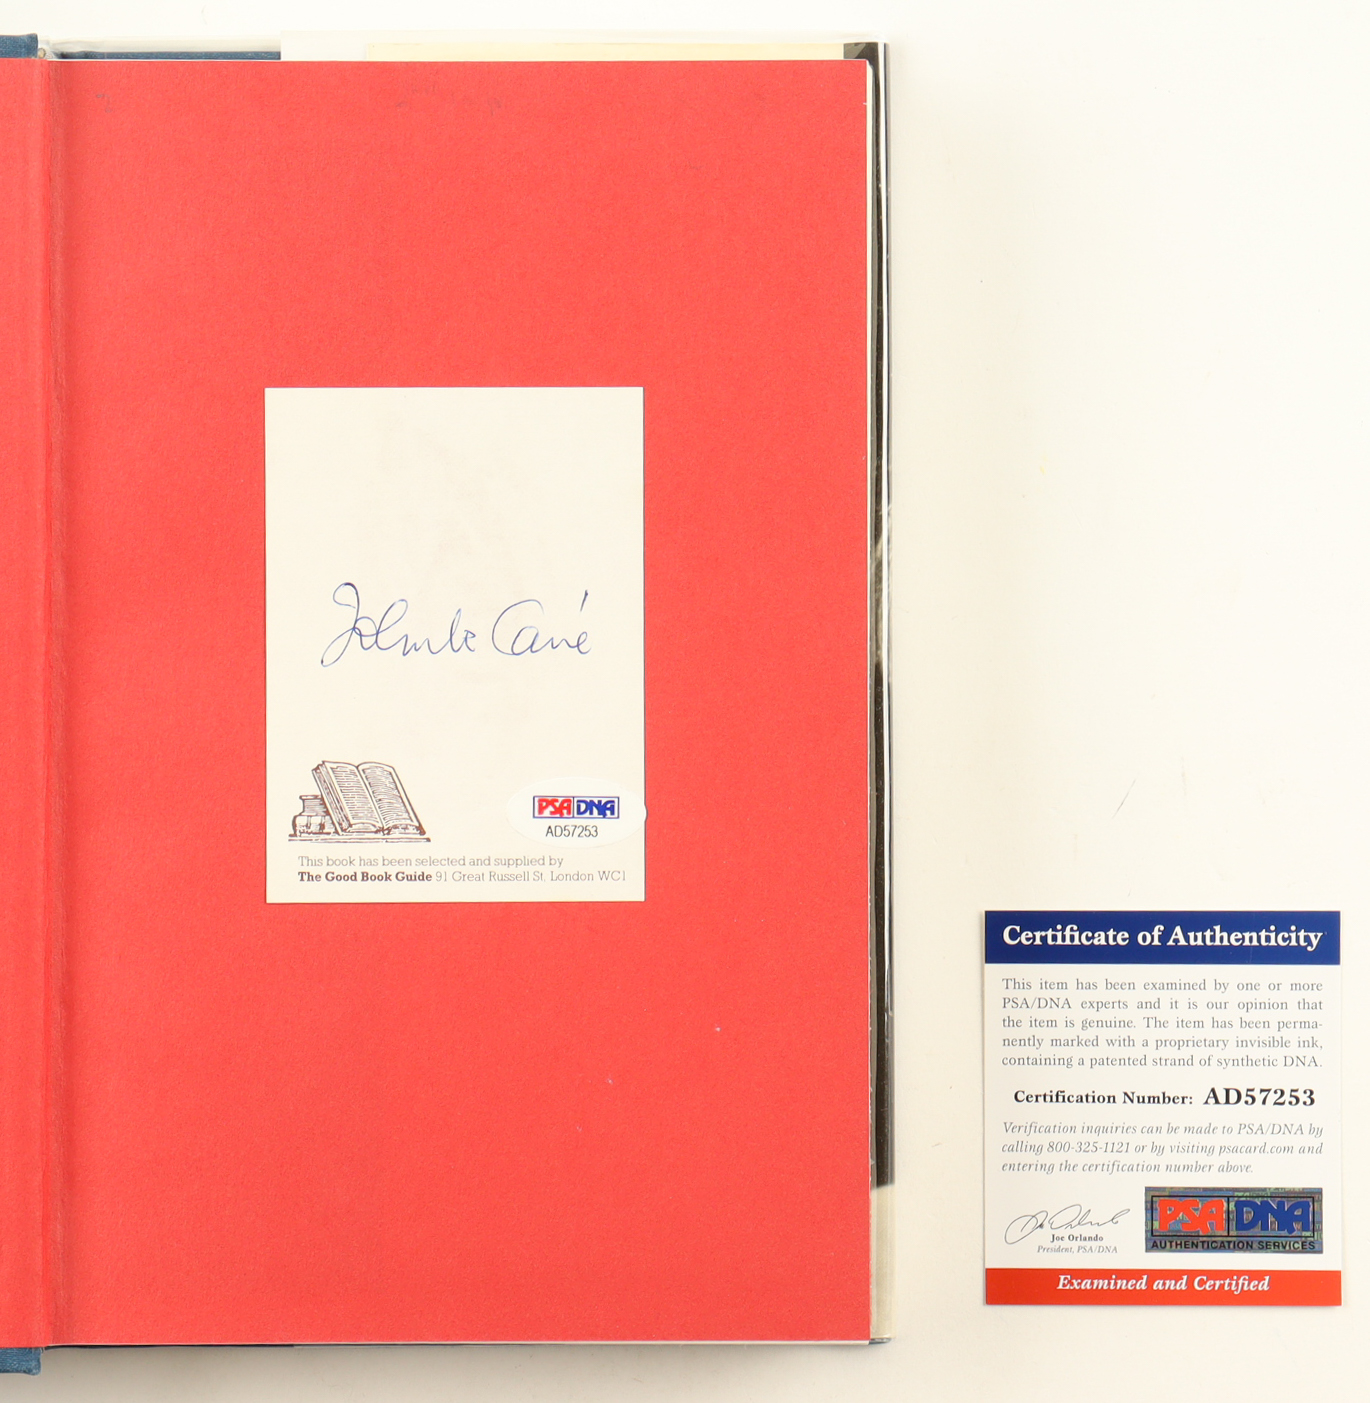 John le Carré
PSA DNA
AD57253
This book has been selected and supplied by
The Good Book Guide 91 Great Russell St, London WC1
Certificate of Authenticity
This item has been examined by one or more
PSA/DNA experts and it is our opinion that
the item is genuine. The item has been perma-
nently marked with a proprietary invisible ink,
containing a patented strand of synthetic DNA.
Certification Number: AD57253
Verification inquiries can be made to PSA/DNA by
calling 800-325-1121 or by visiting psacard.com and
entering the certification number above.
Joe Orlando
President, PSA/DNA
PSA DNA
AUTHENTICATION SERVICES
Examined and Certified